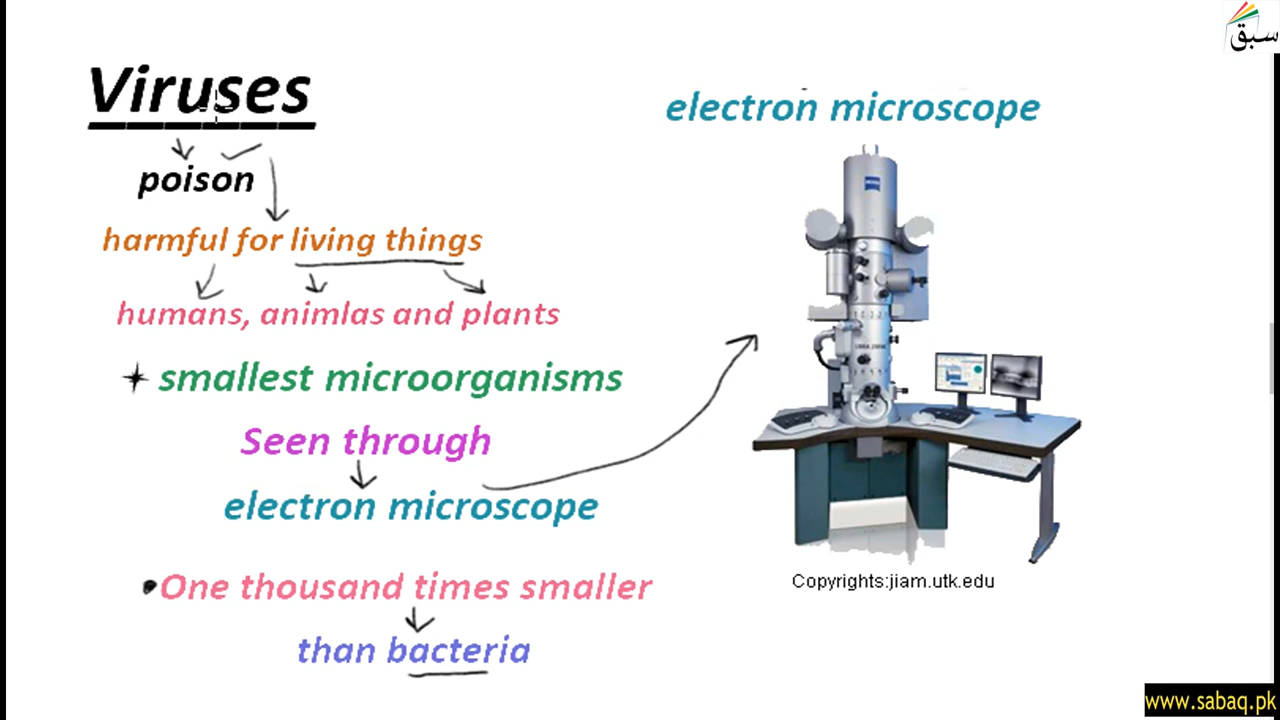 سبق
Viruses
poison
harmful for living things
humans, animlas and plants
smallest microorganisms
Seen through
electron microscope
One thousand times smaller
than bacteria
electron microscope
ZEISS
Copyrights:jiam.utk.edu
www.sabaq.pk